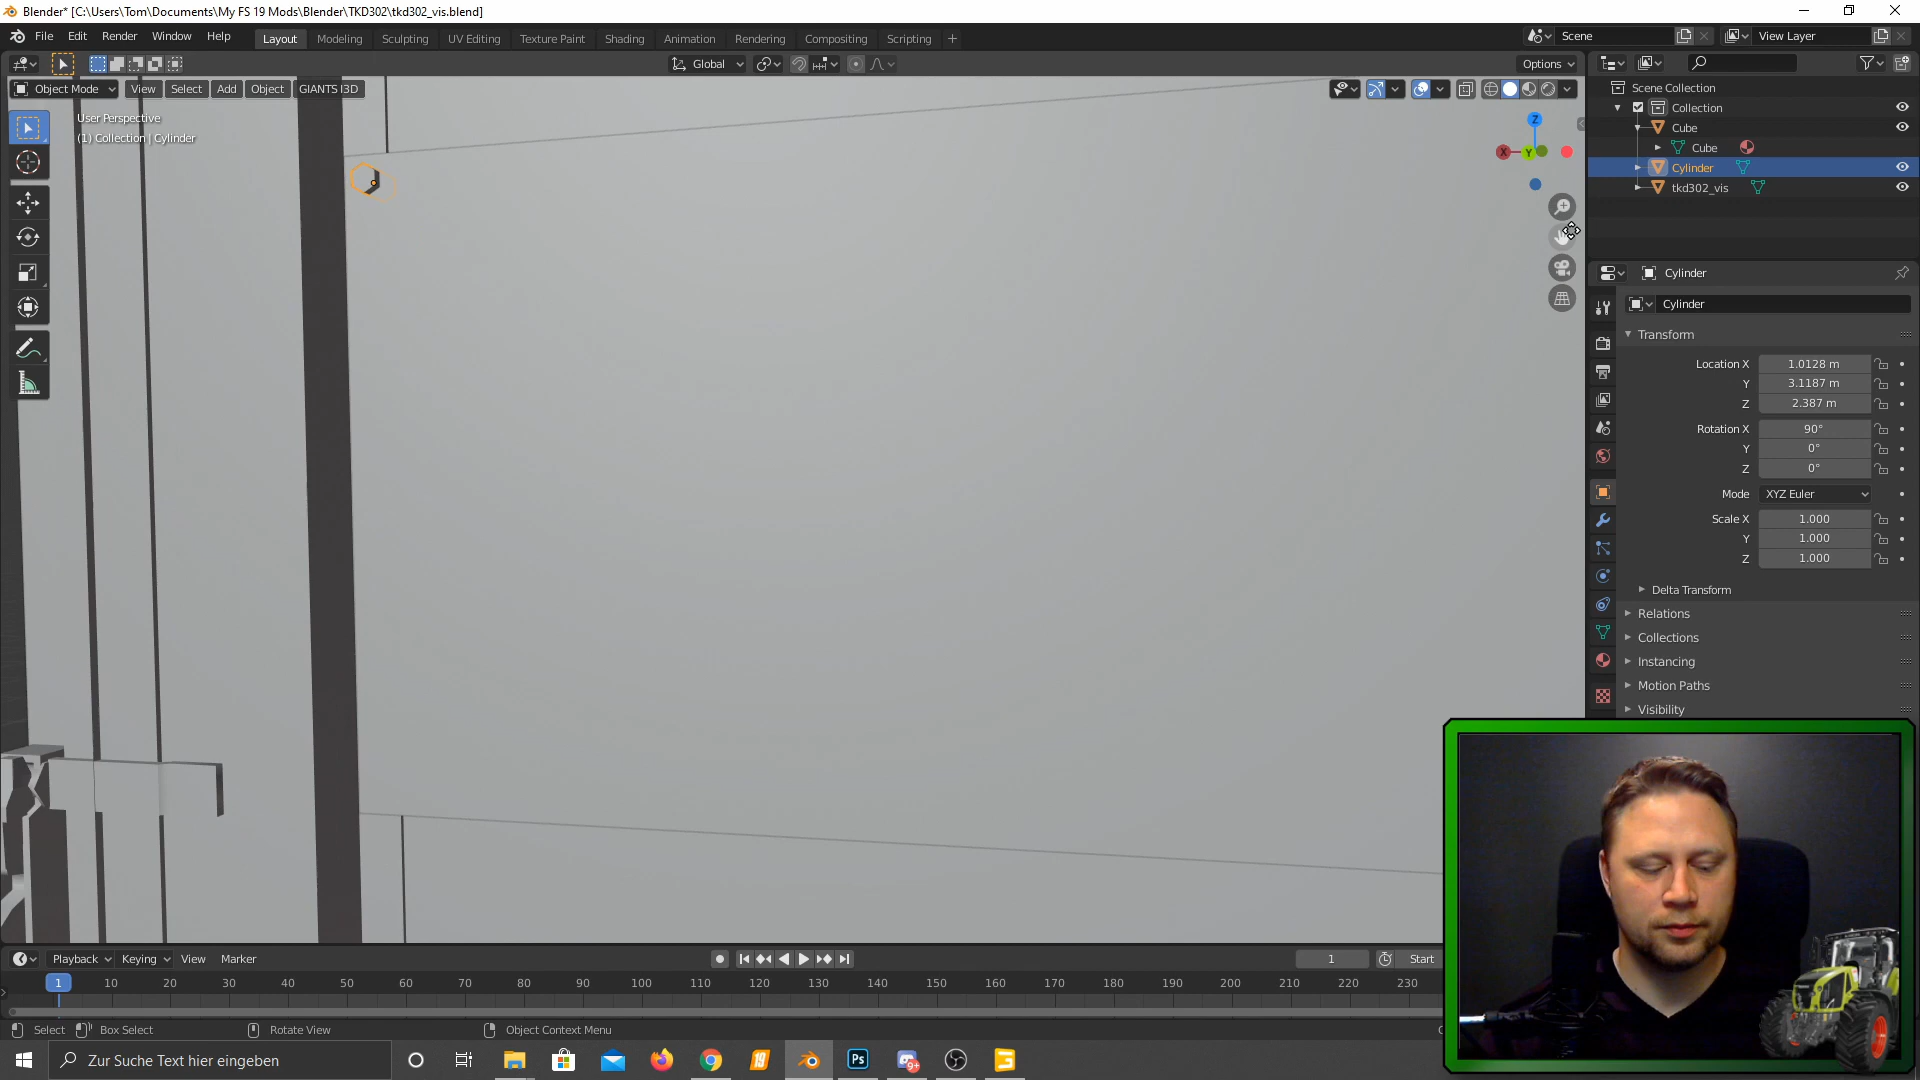 Blender* [C:\Users\Tom\Documents\My FS 19 Mods\Blender\TKD302\tkd302_vis.blend]
File Edit Render Window Help Layout Modeling Sculpting UV Editing Texture Paint Shading Animation Rendering Compositing Scripting Scene View Layer
Global Options
Object Mode View Select Add Object GIANTS I3D
User Perspective
(1) Collection | Cylinder
Z
X
Y
Scene Collection
Collection
Cube
Cube
Cylinder
tkd302_vis
Cylinder
Cylinder
Transform
Location X 1.0128 m
Y 3.1187 m
Z 2.387 m
Rotation X 90°
Y 0°
Z 0°
Mode XYZ Euler
Scale X 1.000
Y 1.000
Z 1.000
Delta Transform
Relations
Collections
Instancing
Motion Paths
Visibility
Playback Keying View Marker 1 Start
1 10 20 30 40 50 60 70 80 90 100 110 120 130 140 150 160 170 180 190 200 210 220 230
Select Box Select Rotate View Object Context Menu
Zur Suche Text hier eingeben
19
Ps
9+